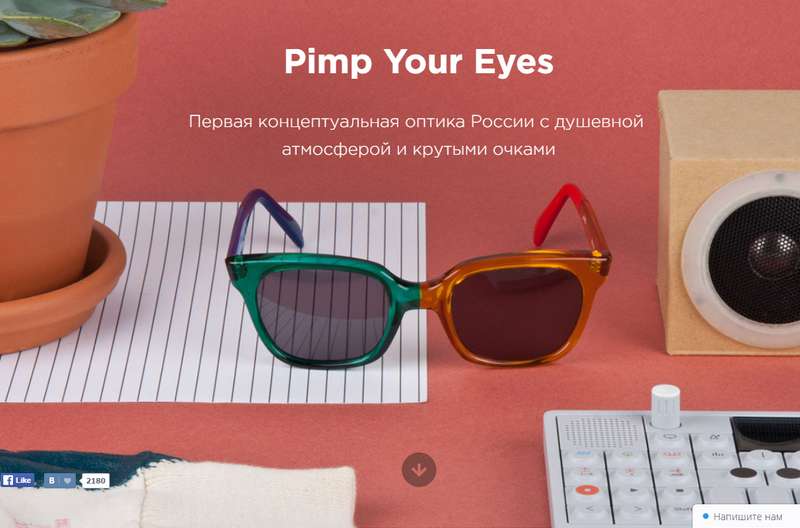 Pimp Your Eyes
Первая концептуальная оптика России с душевной
атмосферой и крутыми очками
Like
B
2180
Напишите нам